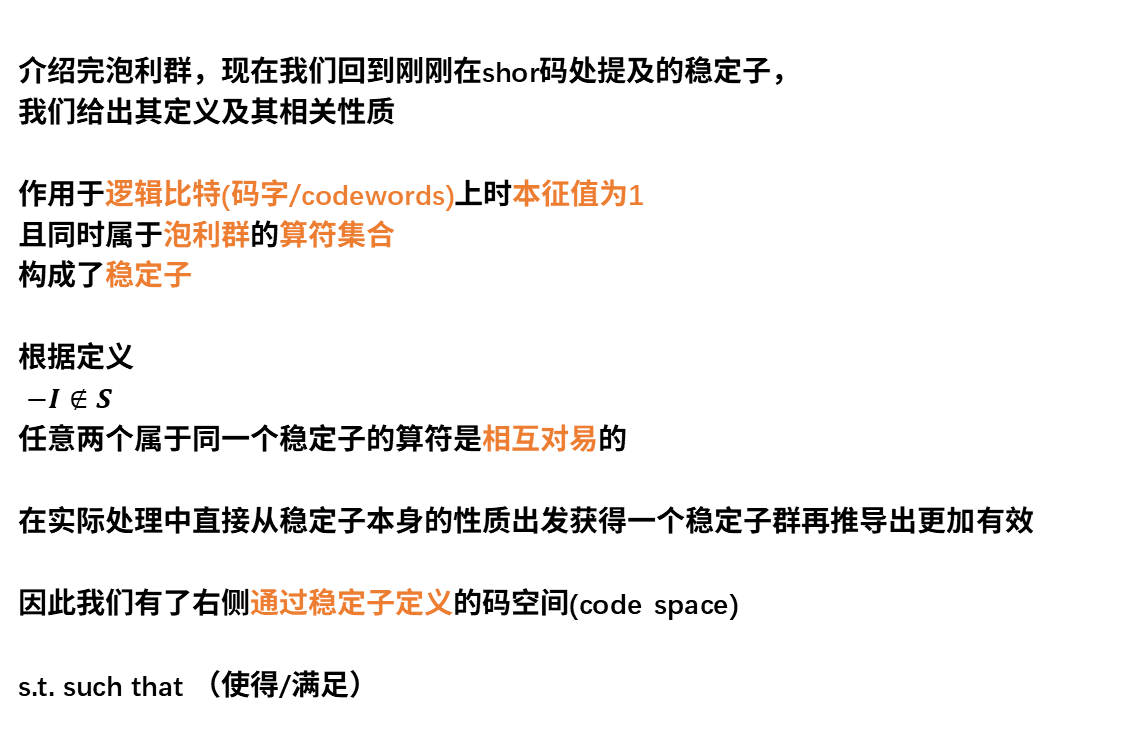 介绍完泡利群，现在我们回到刚刚在shor码处提及的稳定子，
我们给出其定义及其相关性质
作用于逻辑比特(码字/codewords)上时本征值为1
且同时属于泡利群的算符集合
构成了稳定子
根据定义
−I ∉ S
任意两个属于同一个稳定子的算符是相互对易的
在实际处理中直接从稳定子本身的性质出发获得一个稳定子群再推导出更加有效
因此我们有了右侧通过稳定子定义的码空间(code space)
s.t. such that （使得/满足）